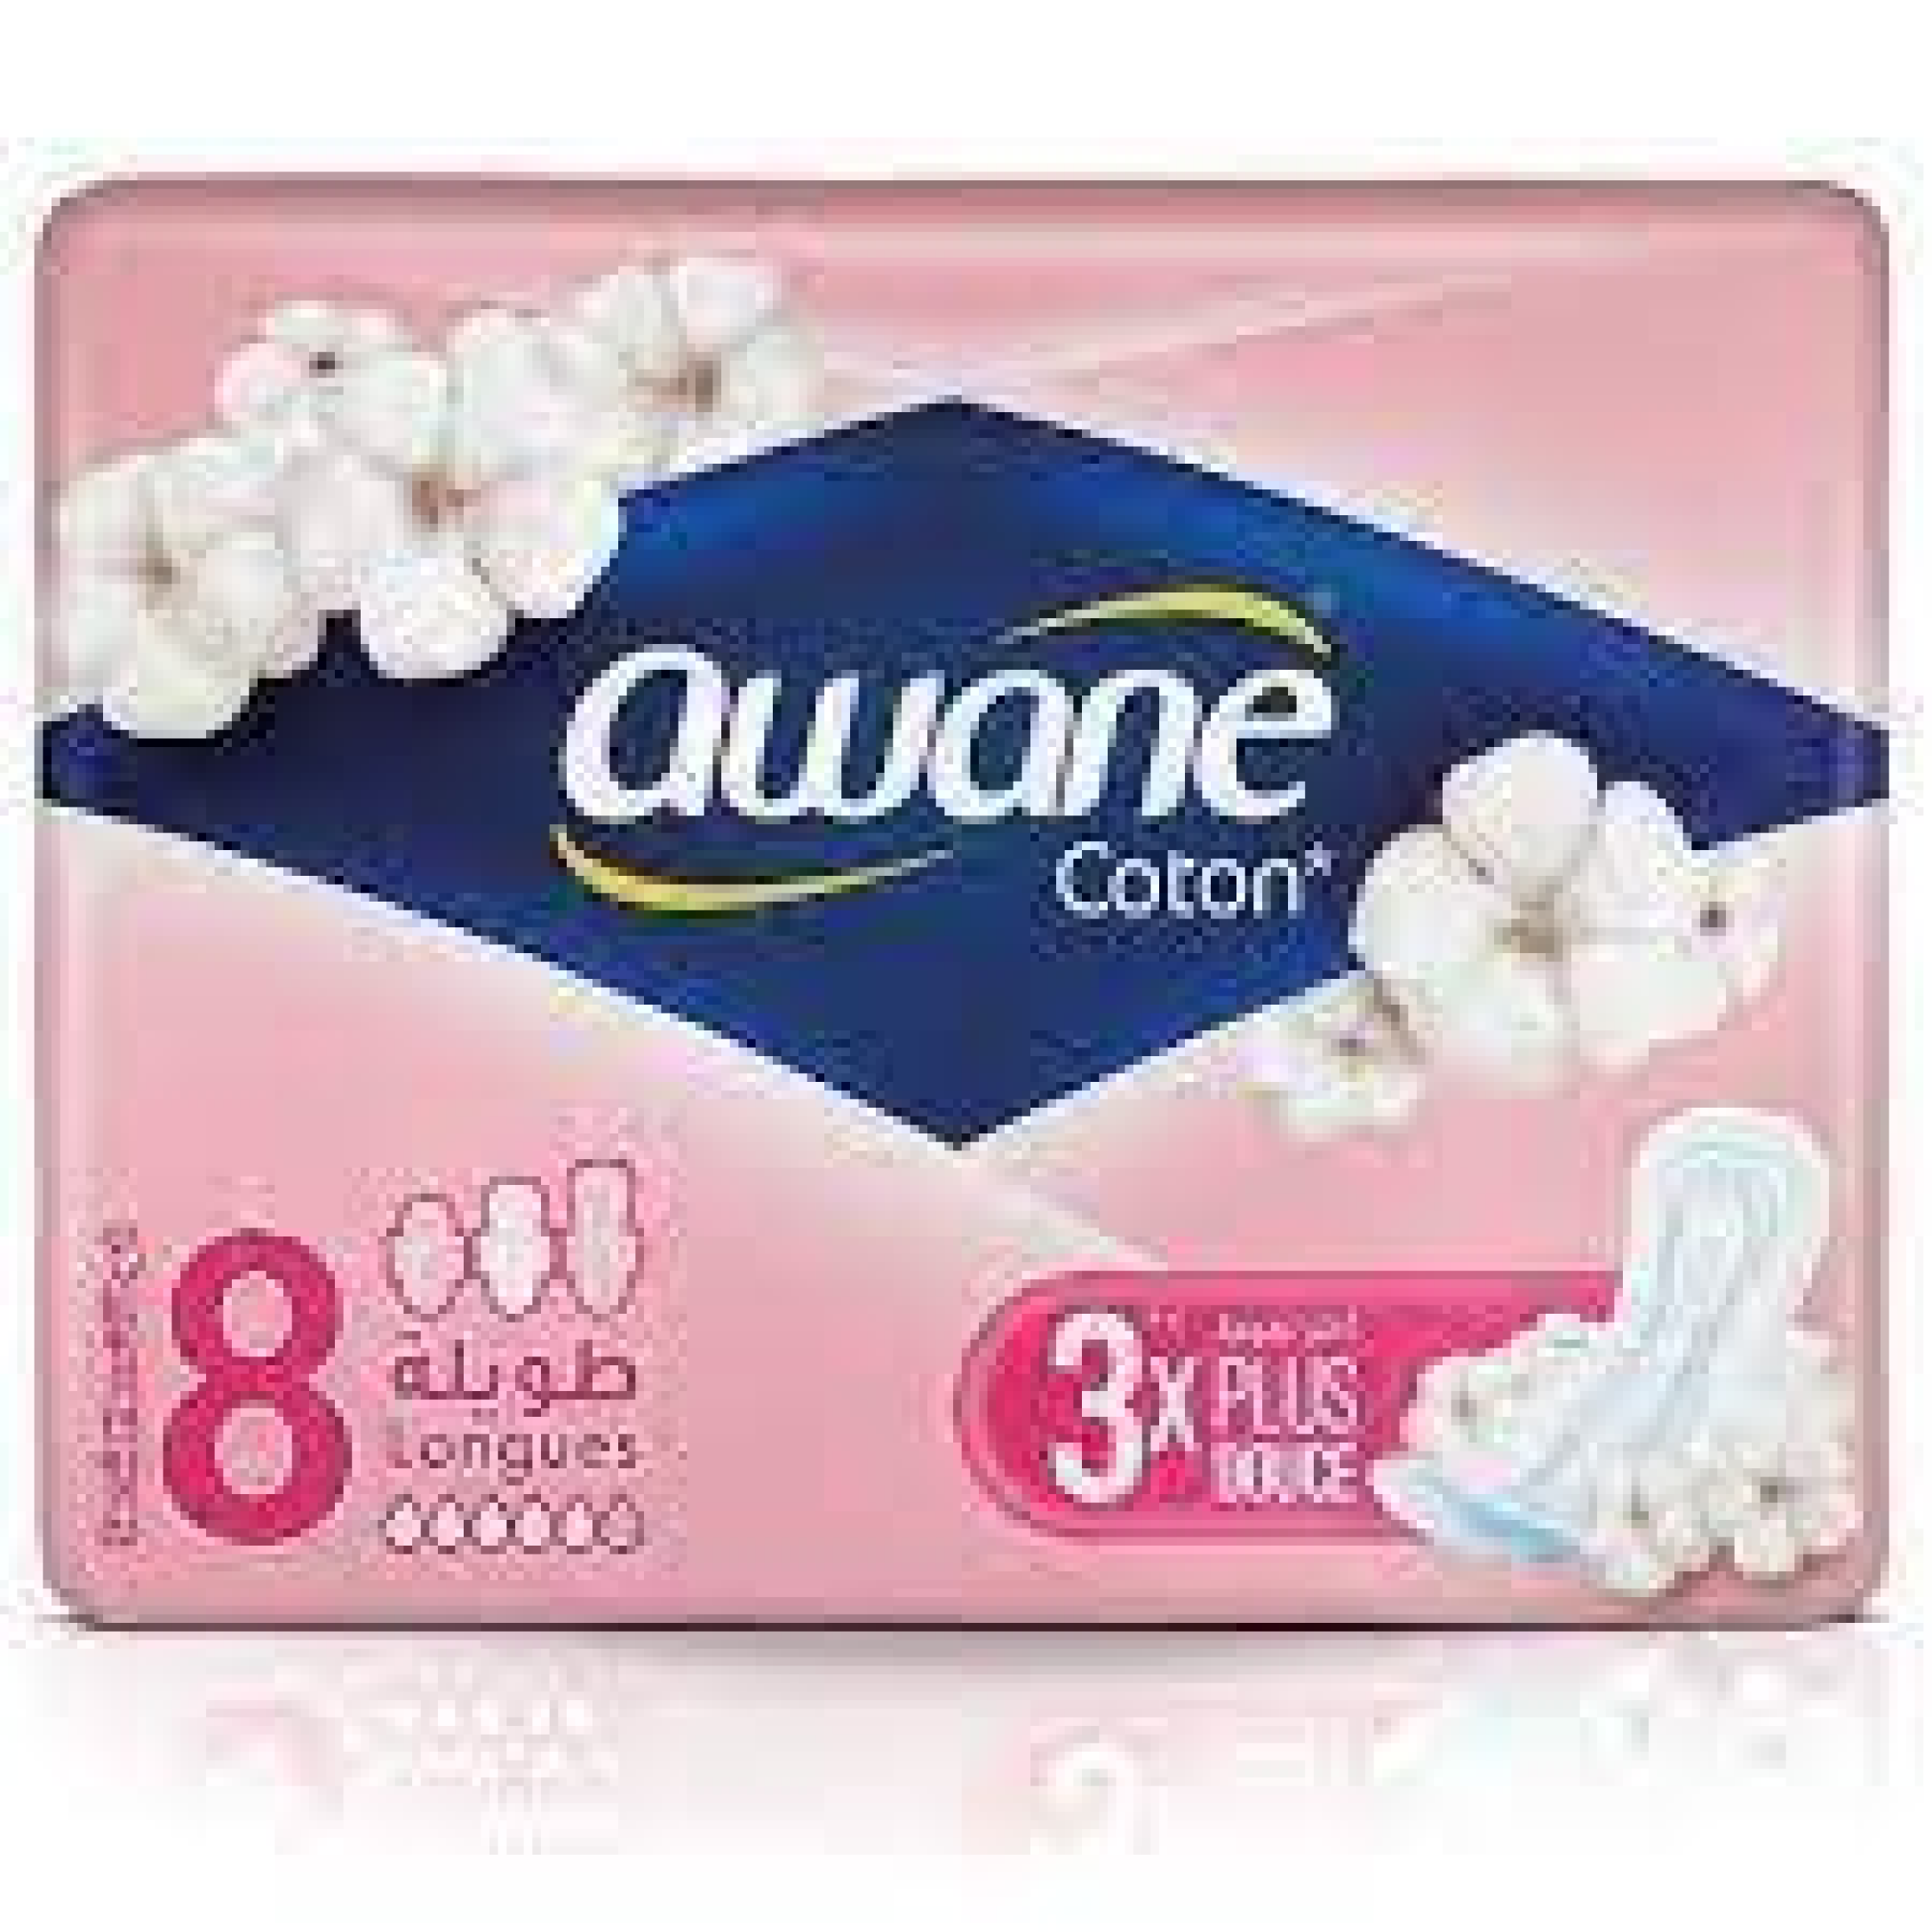 awane
Coton*
8
طويلة
Longues
3x
PLUS
DOUCE